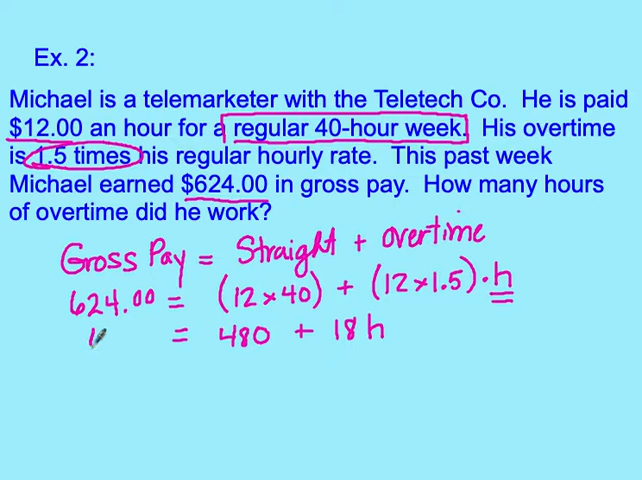 Ex. 2:
Michael is a telemarketer with the Teletech Co. He is paid
$12.00 an hour for a regular 40-hour week. His overtime
is 1.5 times his regular hourly rate. This past week
Michael earned $624.00 in gross pay. How many hours
of overtime did he work?
Gross Pay = Straight + overtime
624.00 = (12 x 40) + (12 x 1.5) · h
= 480 + 18h